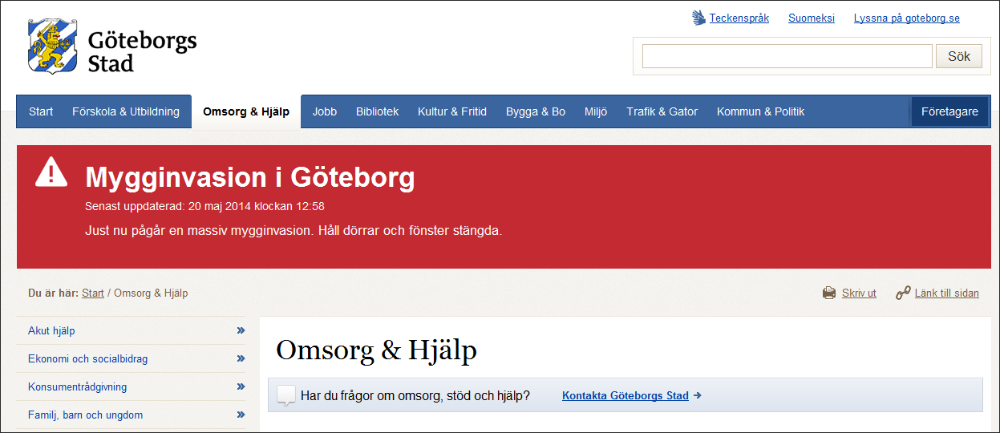 Göteborgs
Stad
Teckenspråk Suomeksi Lyssna på goteborg.se
Sök
Start Förskola & Utbildning Omsorg & Hjälp Jobb Bibliotek Kultur & Fritid Bygga & Bo Miljö Trafik & Gator Kommun & Politik Företagare
Mygginvasion i Göteborg
Senast uppdaterad: 20 maj 2014 klockan 12:58
Just nu pågår en massiv mygginvasion. Håll dörrar och fönster stängda.
Du är här: Start / Omsorg & Hjälp
Skriv ut Länk till sidan
Akut hjälp
Ekonomi och socialbidrag
Konsumentrådgivning
Familj, barn och ungdom
Omsorg & Hjälp
Har du frågor om omsorg, stöd och hjälp? Kontakta Göteborgs Stad